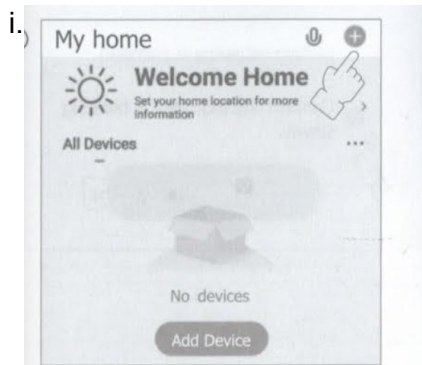 i.
My home
Welcome Home
Set your home location for more
information
All Devices
No devices
Add Device